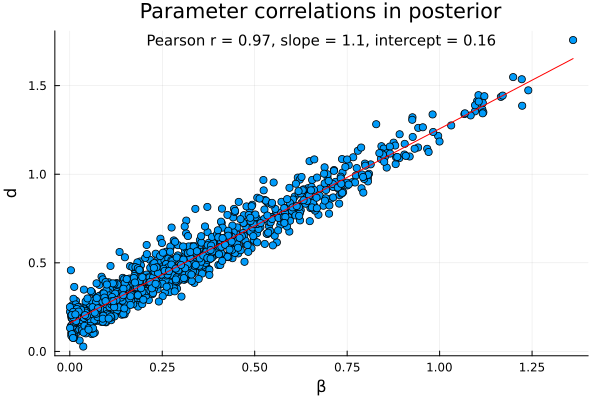 Parameter correlations in posterior
Pearson r = 0.97, slope = 1.1, intercept = 0.16
1.5
1.0
0.5
0.0
d
0.00 0.25 0.50 0.75 1.00 1.25
β